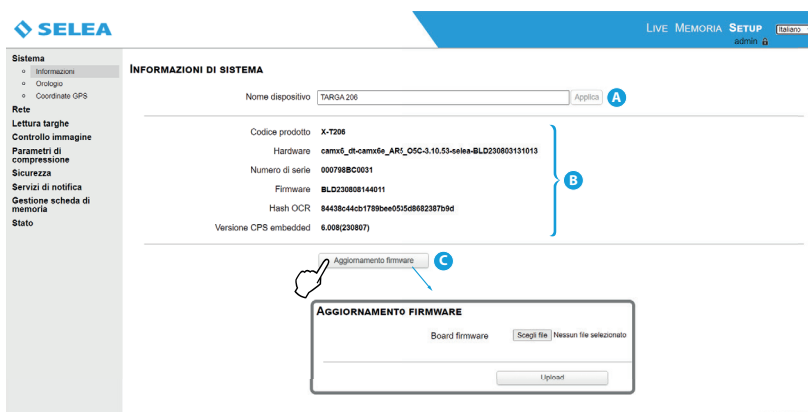 SELEA
LIVE MEMORIA SETUP Italiano
admin
Sistema
Informazioni
Orologio
Coordinate GPS
Rete
Lettura targhe
Controllo immagine
Parametri di
compressione
Sicurezza
Servizi di notifica
Gestione scheda di
memoria
Stato
INFORMAZIONI DI SISTEMA
Nome dispositivo TARGA 206 Applica A
Codice prodotto X-T206
Hardware camx6_dt-camx6e_AR5_O5C-3.10.53-selea-BLD230803131013
Numero di serie 000798BC0031
B
Firmware BLD230808144011
Hash OCR
Versione CPS embedded 6.008(230807)
Aggiornamento firmware C
AGGIORNAMENTO FIRMWARE
Board firmware Scegli file Nessun file selezionato
Upload